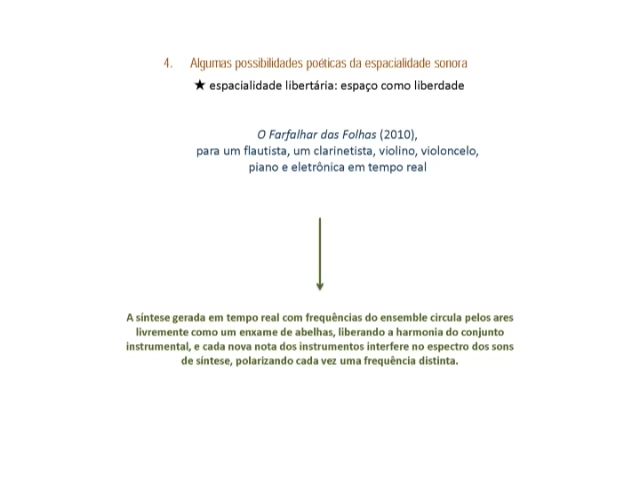 4. Algumas possibilidades poéticas da espacialidade sonora
★ espacialidade libertária: espaço como liberdade
O Farfalhar das Folhas (2010),
para um flautista, um clarinetista, violino, violoncelo,
piano e eletrônica em tempo real
A síntese gerada em tempo real com frequências do ensemble circula pelos ares
livremente como um enxame de abelhas, liberando a harmonia do conjunto
instrumental, e cada nova nota dos instrumentos interfere no espectro dos sons
de síntese, polarizando cada vez uma frequência distinta.